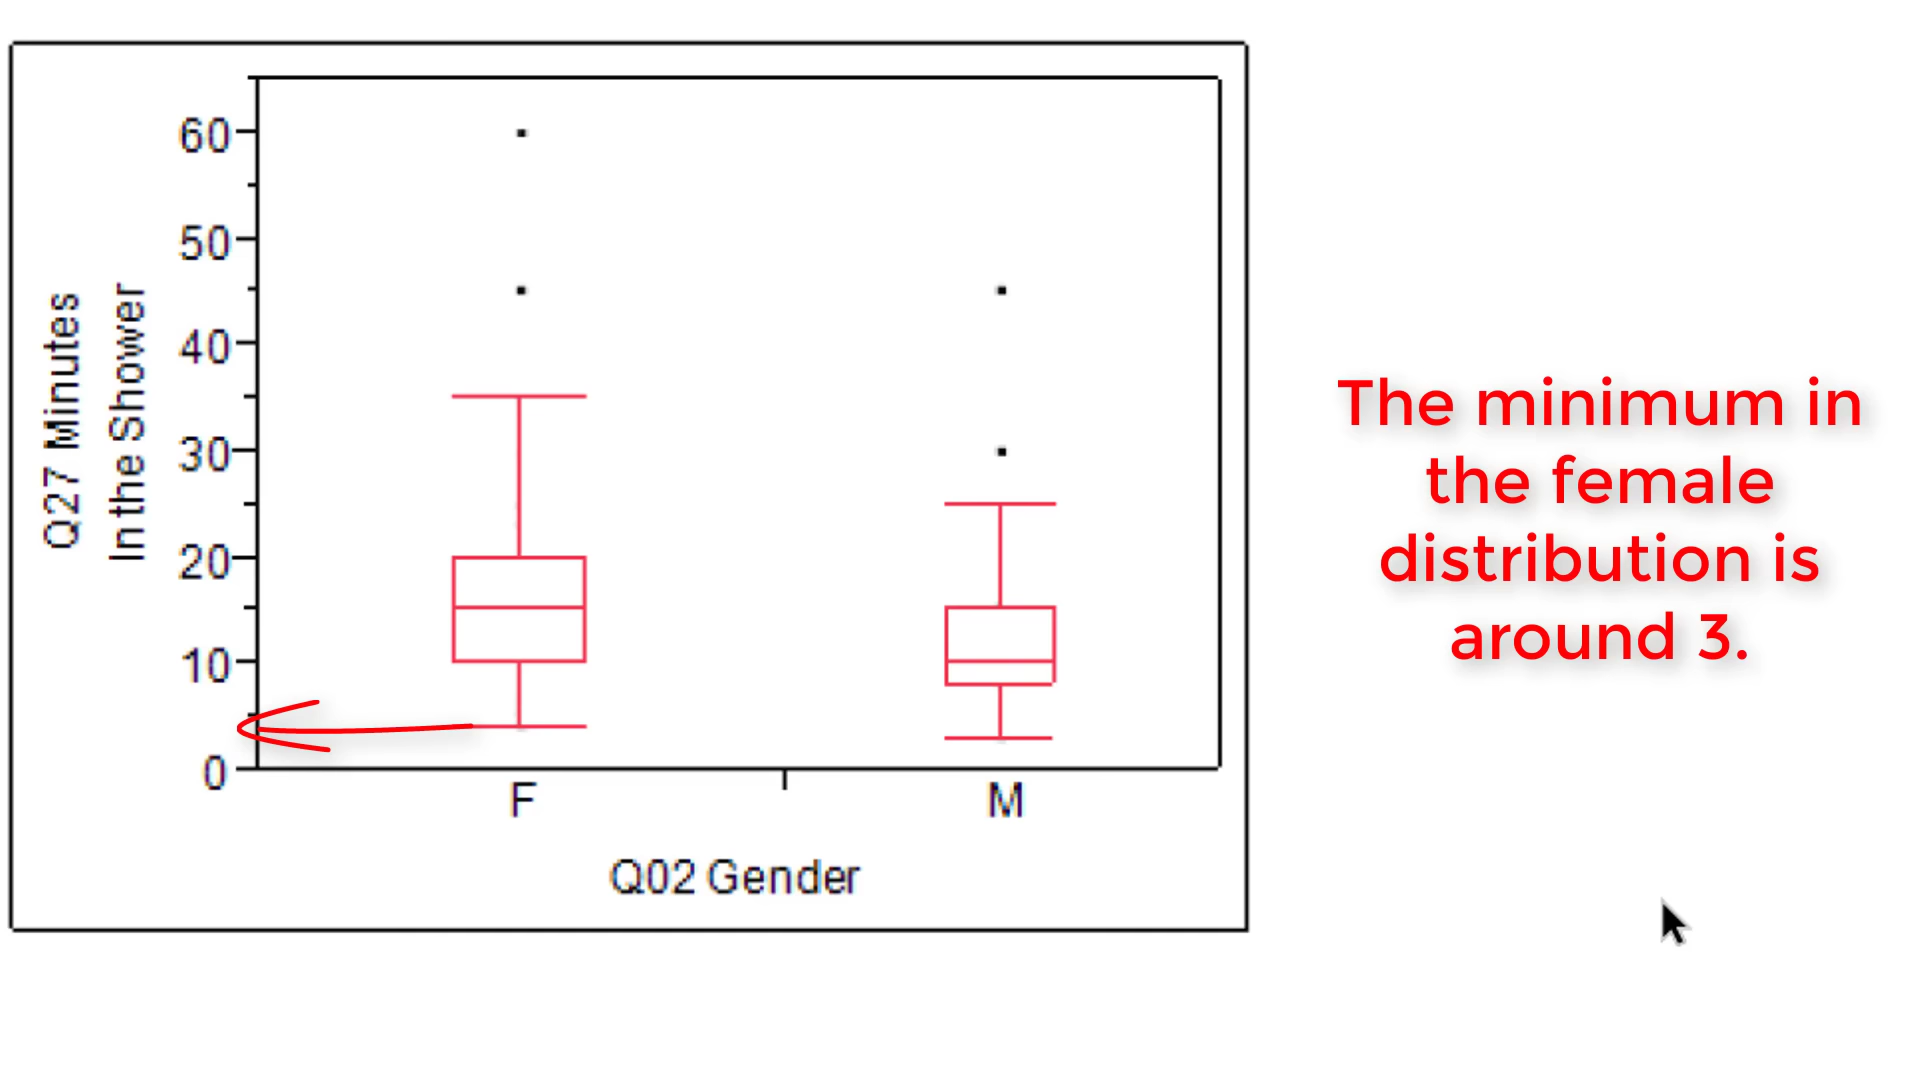 60
50
40
30
20
10
0
Q27 Minutes
In the Shower
F
M
Q02 Gender
The minimum in
the female
distribution is
around 3.